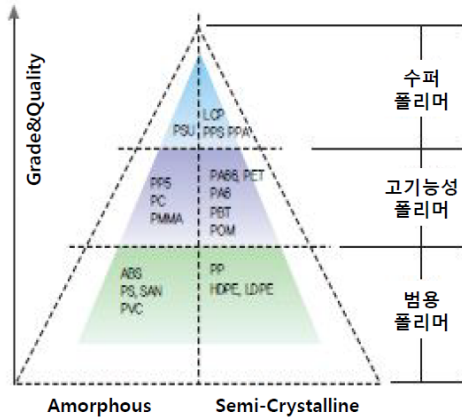 Grade&Quality
수퍼
폴리머
LCP
PSU PPS PPA
고기능성
폴리머
PP5
PC
PMMA
PA66, PET
PA6
PBT
POM
범용
폴리머
ABS
PS, SAN
PVC
PP
HDPE, LDPE
Amorphous
Semi-Crystalline